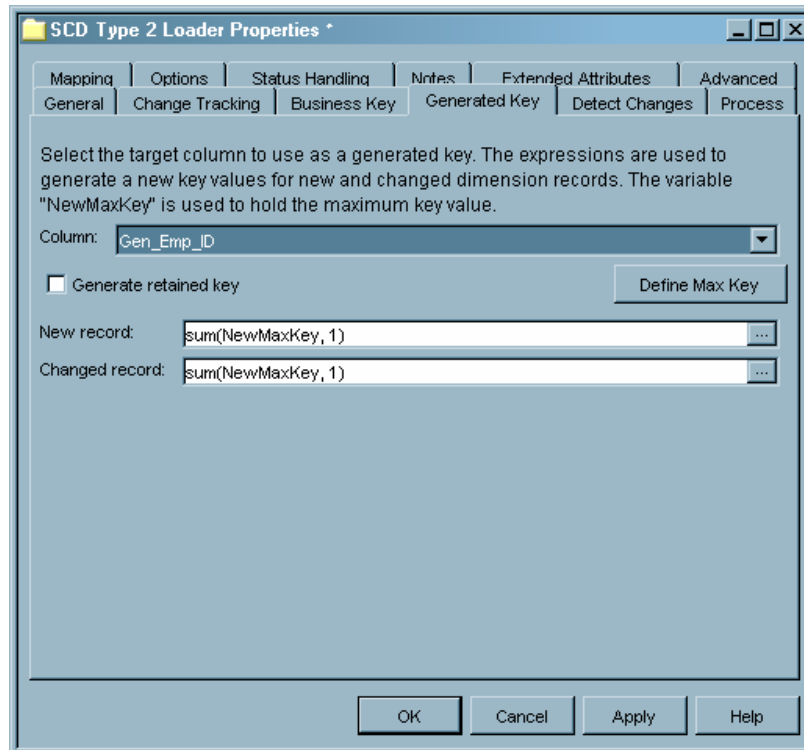 SCD Type 2 Loader Properties *
Mapping Options Status Handling Notes Extended Attributes Advanced
General Change Tracking Business Key Generated Key Detect Changes Process
Select the target column to use as a generated key. The expressions are used to
generate a new key values for new and changed dimension records. The variable
"NewMaxKey" is used to hold the maximum key value.
Column: Gen_Emp_ID
Generate retained key Define Max Key
New record: sum(NewMaxKey, 1) ...
Changed record: sum(NewMaxKey, 1) ...
OK Cancel Apply Help